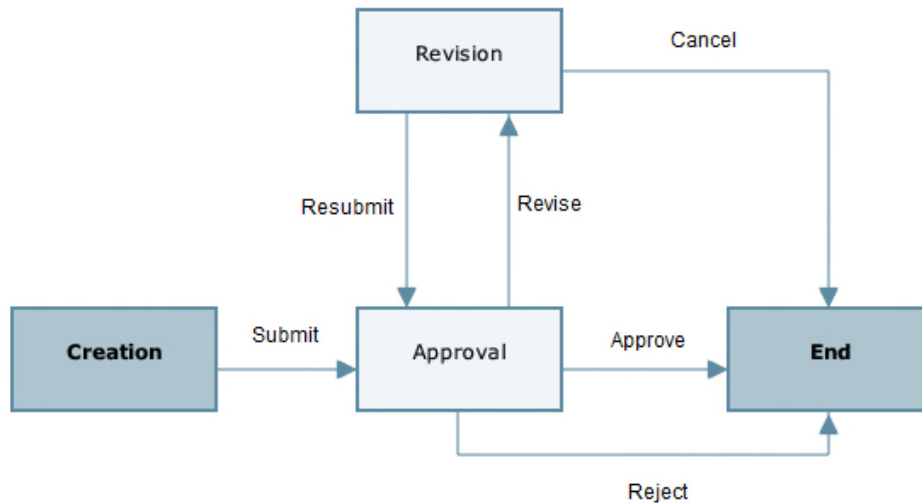 Revision
Cancel
Resubmit
Revise
Creation
Submit
Approval
Approve
End
Reject